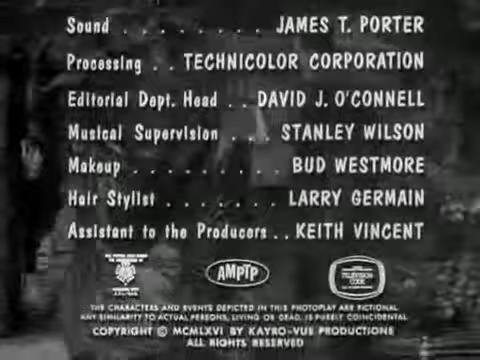 Sound . . . . . . . . JAMES T. PORTER
Processing . . TECHNICOLOR CORPORATION
Editorial Dept. Head . . DAVID J. O'CONNELL
Musical Supervision . . . STANLEY WILSON
Makeup . . . . . . . . . BUD WESTMORE
Hair Stylist . . . . . . . LARRY GERMAIN
Assistant to the Producers . . KEITH VINCENT
AMPTP
TELEVISION
CODE
THE CHARACTERS AND EVENTS DEPICTED IN THIS PHOTOPLAY ARE FICTIONAL.
ANY SIMILARITY TO ACTUAL PERSONS, LIVING OR DEAD, IS PURELY COINCIDENTAL.
COPYRIGHT © MCMLXVI BY KAYRO-VUE PRODUCTIONS
ALL RIGHTS RESERVED